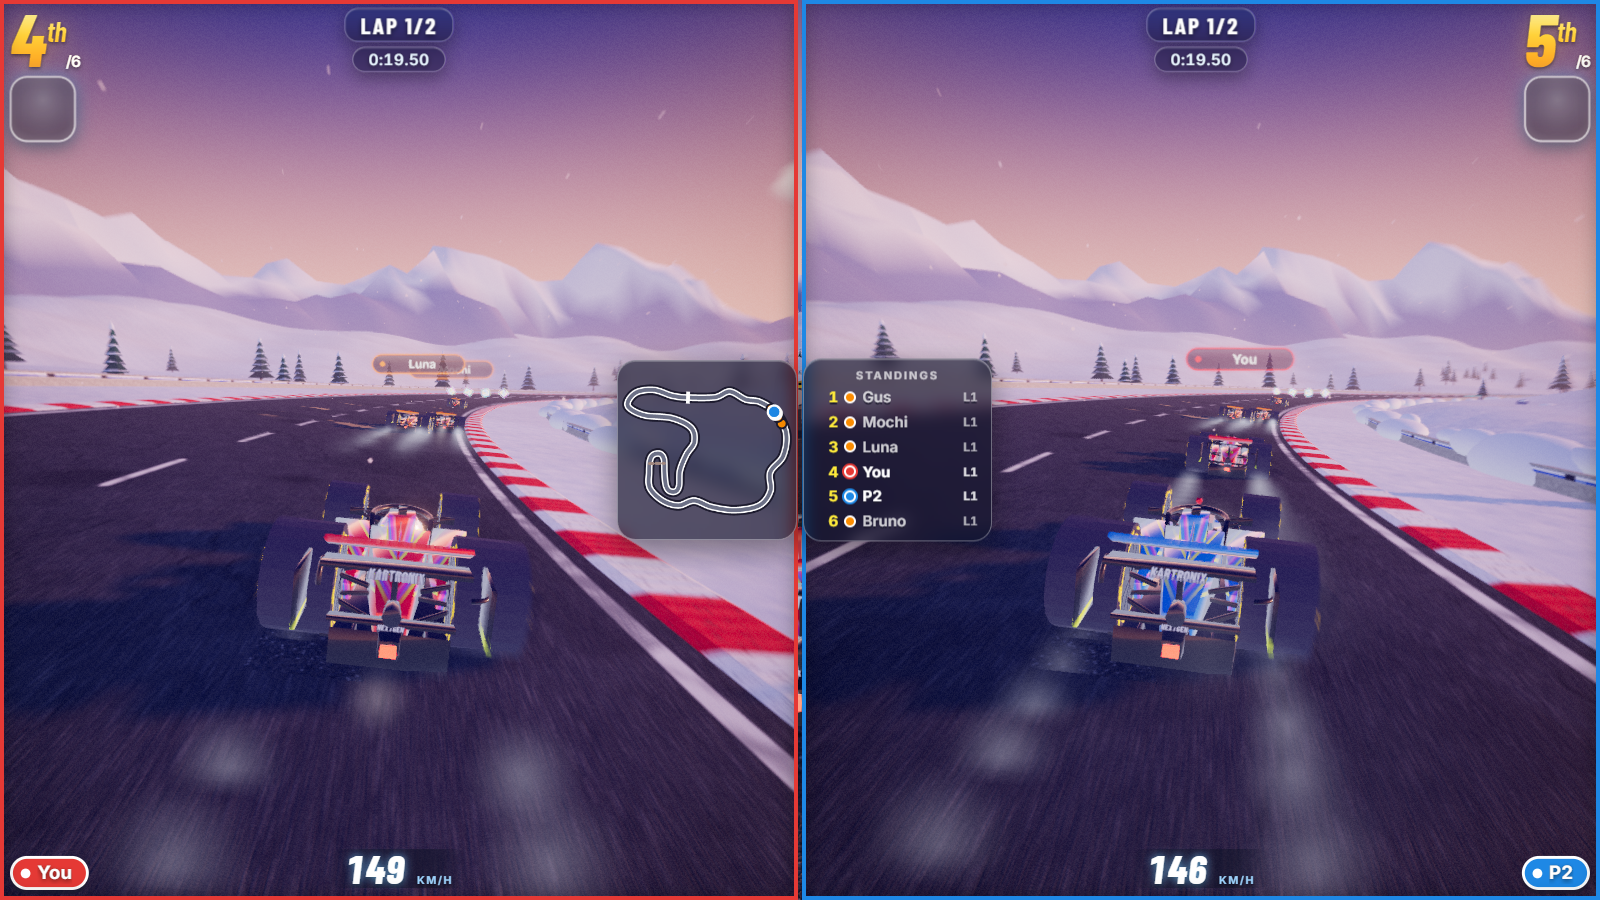 4th
/6
LAP 1/2
0:19.50
LAP 1/2
0:19.50
5th
/6
Luna
You
STANDINGS
1 Gus L1
2 Mochi L1
3 Luna L1
4 You L1
5 P2 L1
6 Bruno L1
KARTRONIX
KARTRONIX
You
149 KM/H
146 KM/H
P2